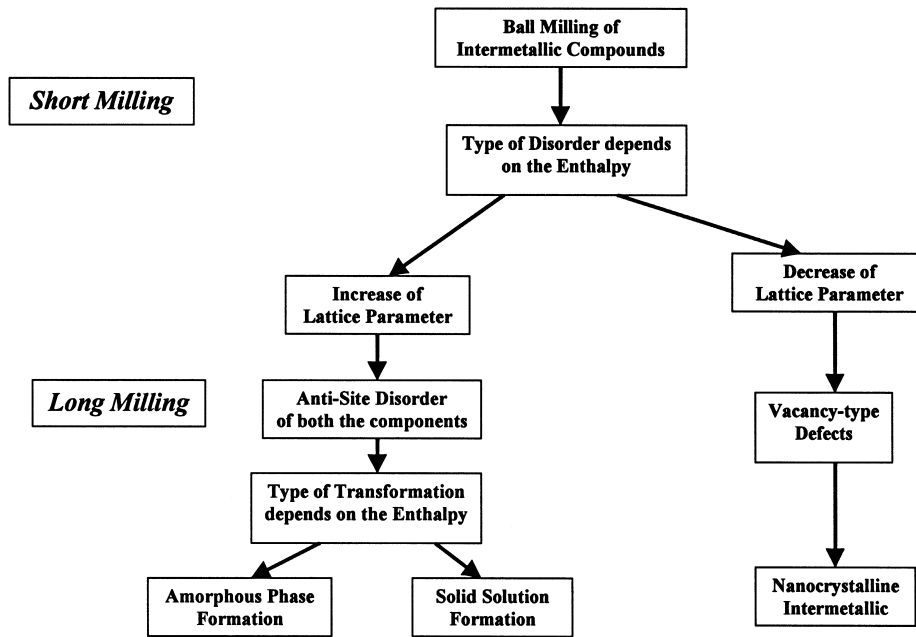 Ball Milling of
Intermetallic Compounds
Short Milling
Type of Disorder depends
on the Enthalpy
Increase of
Lattice Parameter
Decrease of
Lattice Parameter
Long Milling
Anti-Site Disorder
of both the components
Vacancy-type
Defects
Type of Transformation
depends on the Enthalpy
Amorphous Phase
Formation
Solid Solution
Formation
Nanocrystalline
Intermetallic